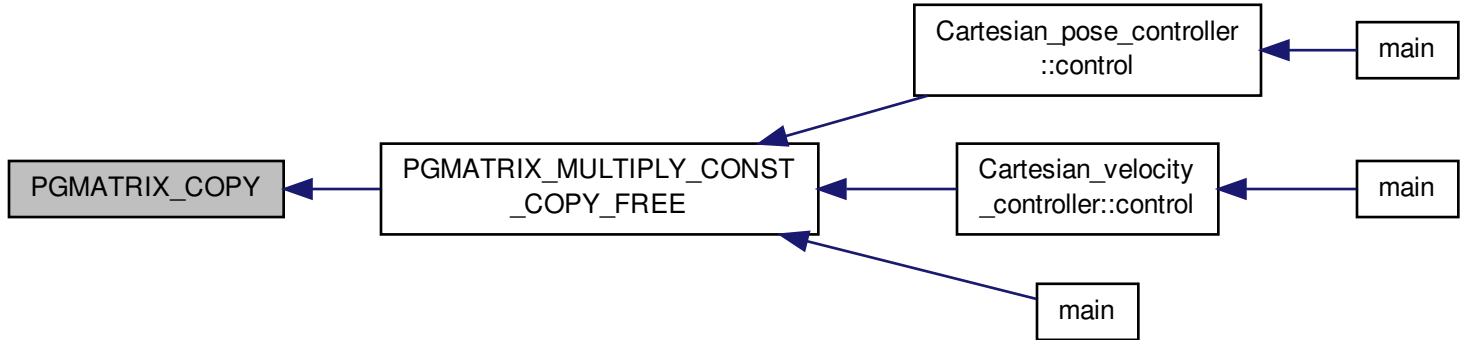 PGMATRIX_COPY
PGMATRIX_MULTIPLY_CONST
_COPY_FREE
Cartesian_pose_controller
::control
main
Cartesian_velocity
_controller::control
main
main